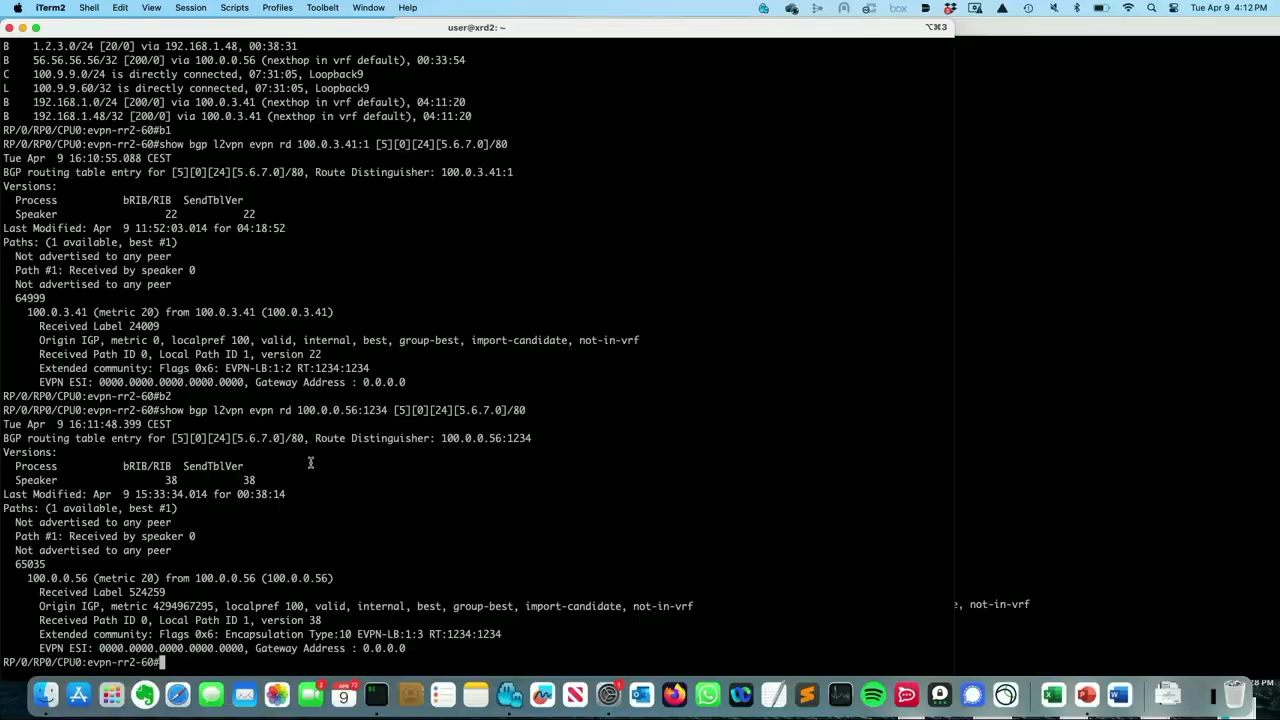 iTerm2 Shell Edit View Session Scripts Profiles Toolbelt Window Help box Tue Apr 9 4:12 PM
user@xrd2: ~ ⌥⌘3
B 1.2.3.0/24 [20/0] via 192.168.1.48, 00:38:31
B 56.56.56.56/32 [200/0] via 100.0.0.56 (nexthop in vrf default), 00:33:54
C 100.9.9.0/24 is directly connected, 07:31:05, Loopback9
L 100.9.9.60/32 is directly connected, 07:31:05, Loopback9
B 192.168.1.0/24 [200/0] via 100.0.3.41 (nexthop in vrf default), 04:11:20
B 192.168.1.48/32 [200/0] via 100.0.3.41 (nexthop in vrf default), 04:11:20
RP/0/RP0/CPU0:evpn-rr2-60#b1
RP/0/RP0/CPU0:evpn-rr2-60#show bgp l2vpn evpn rd 100.0.3.41:1 [5][0][24][5.6.7.0]/80
Tue Apr 9 16:10:55.088 CEST
BGP routing table entry for [5][0][24][5.6.7.0]/80, Route Distinguisher: 100.0.3.41:1
Versions:
Process bRIB/RIB SendTblVer
Speaker 22 22
Last Modified: Apr 9 11:52:03.014 for 04:18:52
Paths: (1 available, best #1)
Not advertised to any peer
Path #1: Received by speaker 0
Not advertised to any peer
64999
100.0.3.41 (metric 20) from 100.0.3.41 (100.0.3.41)
Received Label 24009
Origin IGP, metric 0, localpref 100, valid, internal, best, group-best, import-candidate, not-in-vrf
Received Path ID 0, Local Path ID 1, version 22
Extended community: Flags 0x6: EVPN-LB:1:2 RT:1234:1234
EVPN ESI: 0000.0000.0000.0000.0000, Gateway Address : 0.0.0.0
RP/0/RP0/CPU0:evpn-rr2-60#b2
RP/0/RP0/CPU0:evpn-rr2-60#show bgp l2vpn evpn rd 100.0.0.56:1234 [5][0][24][5.6.7.0]/80
Tue Apr 9 16:11:48.399 CEST
BGP routing table entry for [5][0][24][5.6.7.0]/80, Route Distinguisher: 100.0.0.56:1234
Versions:
Process bRIB/RIB SendTblVer
Speaker 38 38
Last Modified: Apr 9 15:33:34.014 for 00:38:14
Paths: (1 available, best #1)
Not advertised to any peer
Path #1: Received by speaker 0
Not advertised to any peer
65035
100.0.0.56 (metric 20) from 100.0.0.56 (100.0.0.56)
Received Label 524259
Origin IGP, metric 4294967295, localpref 100, valid, internal, best, group-best, import-candidate, not-in-vrf
e, not-in-vrf
Received Path ID 0, Local Path ID 1, version 38
Extended community: Flags 0x6: Encapsulation Type:10 EVPN-LB:1:3 RT:1234:1234
EVPN ESI: 0000.0000.0000.0000.0000, Gateway Address : 0.0.0.0
RP/0/RP0/CPU0:evpn-rr2-60#